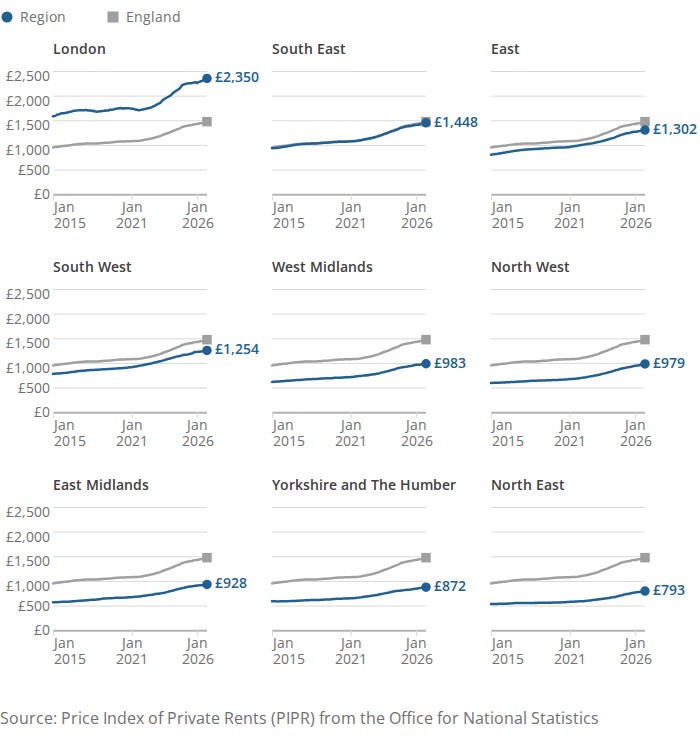 Region England
London South East East
£2,500
£2,000
£1,500
£1,000
£500
£0
£2,350 £1,448 £1,302
Jan Jan Jan Jan Jan Jan Jan Jan Jan
2015 2021 2026 2015 2021 2026 2015 2021 2026
South West West Midlands North West
£2,500
£2,000
£1,500
£1,000
£500
£0
£1,254 £983 £979
Jan Jan Jan Jan Jan Jan Jan Jan Jan
2015 2021 2026 2015 2021 2026 2015 2021 2026
East Midlands Yorkshire and The Humber North East
£2,500
£2,000
£1,500
£1,000
£500
£0
£928 £872 £793
Jan Jan Jan Jan Jan Jan Jan Jan Jan
2015 2021 2026 2015 2021 2026 2015 2021 2026
Source: Price Index of Private Rents (PIPR) from the Office for National Statistics